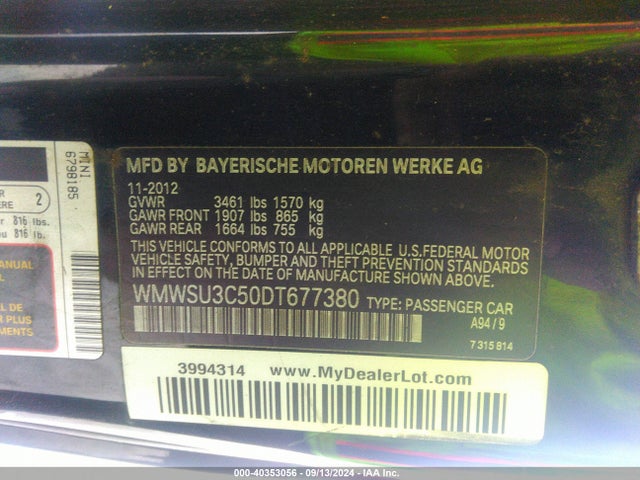 MINI
6798185
2
816 lbs.
816 lb.
MANUAL
MFD BY BAYERISCHE MOTOREN WERKE AG
11-2012
GVWR 3461 lbs 1570 kg
GAWR FRONT 1907 lbs 865 kg
GAWR REAR 1664 lbs 755 kg
THIS VEHICLE CONFORMS TO ALL APPLICABLE U.S.FEDERAL MOTOR
VEHICLE SAFETY, BUMPER AND THEFT PREVENTION STANDARDS
IN EFFECT ON THE DATE OF MANUFACTURE SHOWN ABOVE.
WMWSU3C50DT677380 TYPE: PASSENGER CAR
A94/9
7 315 814
3994314 www.MyDealerLot.com
000-40353056 - 09/13/2024 - IAA Inc.